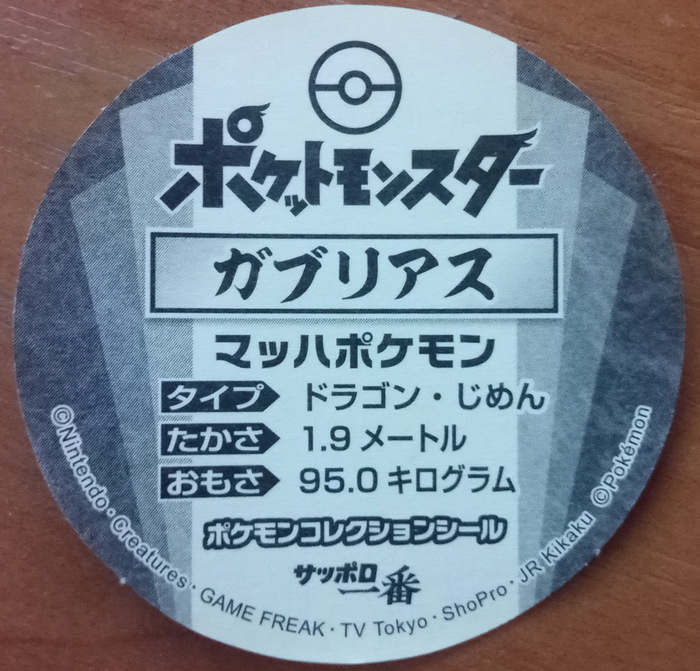 ポケットモンスター
ガブリアス
マッハポケモン
タイプ ドラゴン・じめん
たかさ 1.9メートル
おもさ 95.0キログラム
ポケモンコレクションシール
サッポロ一番
©Nintendo・Creatures・GAME FREAK・TV Tokyo・ShoPro・JR Kikaku ©Pokémon